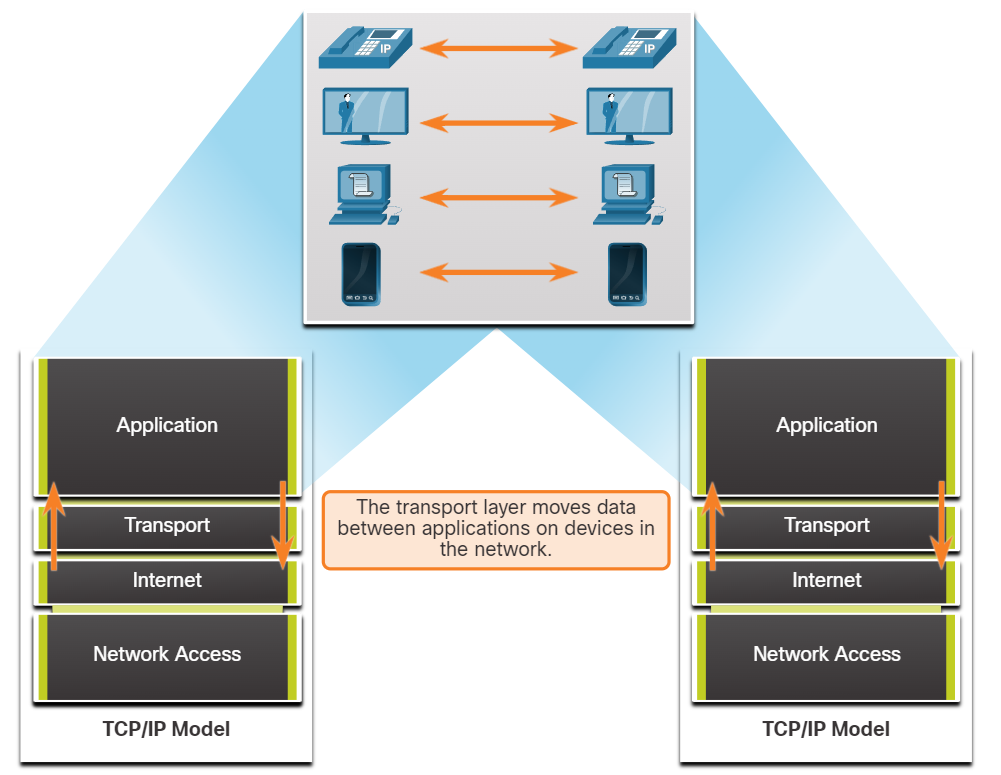 IP
IP
Application
Transport
Internet
Network Access
TCP/IP Model
The transport layer moves data
between applications on devices in
the network.
Application
Transport
Internet
Network Access
TCP/IP Model